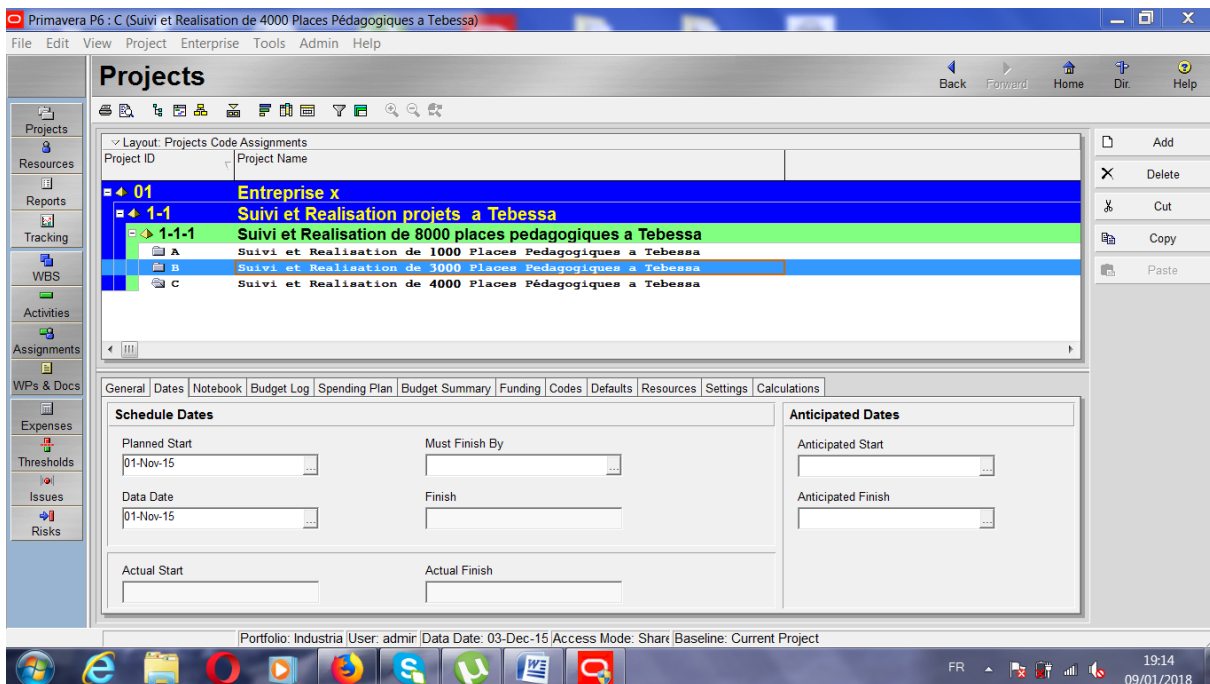 Primavera P6 : C (Suivi et Realisation de 4000 Places Pédagogiques a Tebessa)
File Edit View Project Enterprise Tools Admin Help
Projects
Back Forward Home Dir. Help
Projects
Resources
Reports
Tracking
WBS
Activities
Assignments
WPs & Docs
Expenses
Thresholds
Issues
Risks
Layout: Projects Code Assignments
Project ID Project Name
01 Entreprise x
1-1 Suivi et Realisation projets a Tebessa
1-1-1 Suivi et Realisation de 8000 places pedagogiques a Tebessa
A Suivi et Realisation de 1000 Places Pedagogiques a Tebessa
B Suivi et Realisation de 3000 Places Pedagogiques a Tebessa
C Suivi et Realisation de 4000 Places Pédagogiques a Tebessa
Add
Delete
Cut
Copy
Paste
General Dates Notebook Budget Log Spending Plan Budget Summary Funding Codes Defaults Resources Settings Calculations
Schedule Dates Anticipated Dates
Planned Start Must Finish By Anticipated Start
01-Nov-15
Data Date Finish Anticipated Finish
01-Nov-15
Actual Start Actual Finish
Portfolio: Industria User: admir Data Date: 03-Dec-15 Access Mode: Share Baseline: Current Project
FR 19:14
09/01/2018